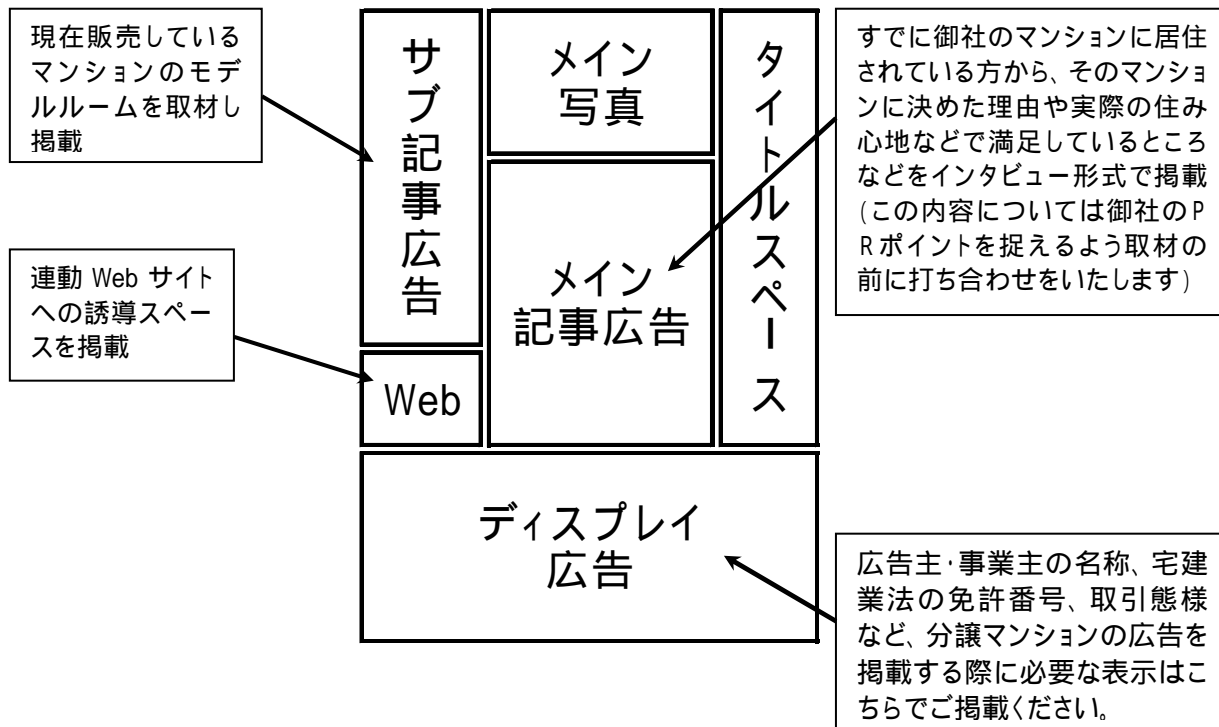 現在販売している
マンションのモデ
ルルームを取材し
掲載
連動 Web サイト
への誘導スペー
スを掲載
サブ記事広告
Web
メイン
写真
メイン
記事広告
タイトルスペース
ディスプレイ
広告
すでに御社のマンションに居住
されている方から、そのマンショ
ンに決めた理由や実際の住み
心地などで満足しているところ
などをインタビュー形式で掲載
(この内容については御社のP
Rポイントを捉えるよう取材の
前に打ち合わせをいたします)
広告主・事業主の名称、宅建
業法の免許番号、取引態様
など、分譲マンションの広告を
掲載する際に必要な表示はこ
ちらでご掲載ください。